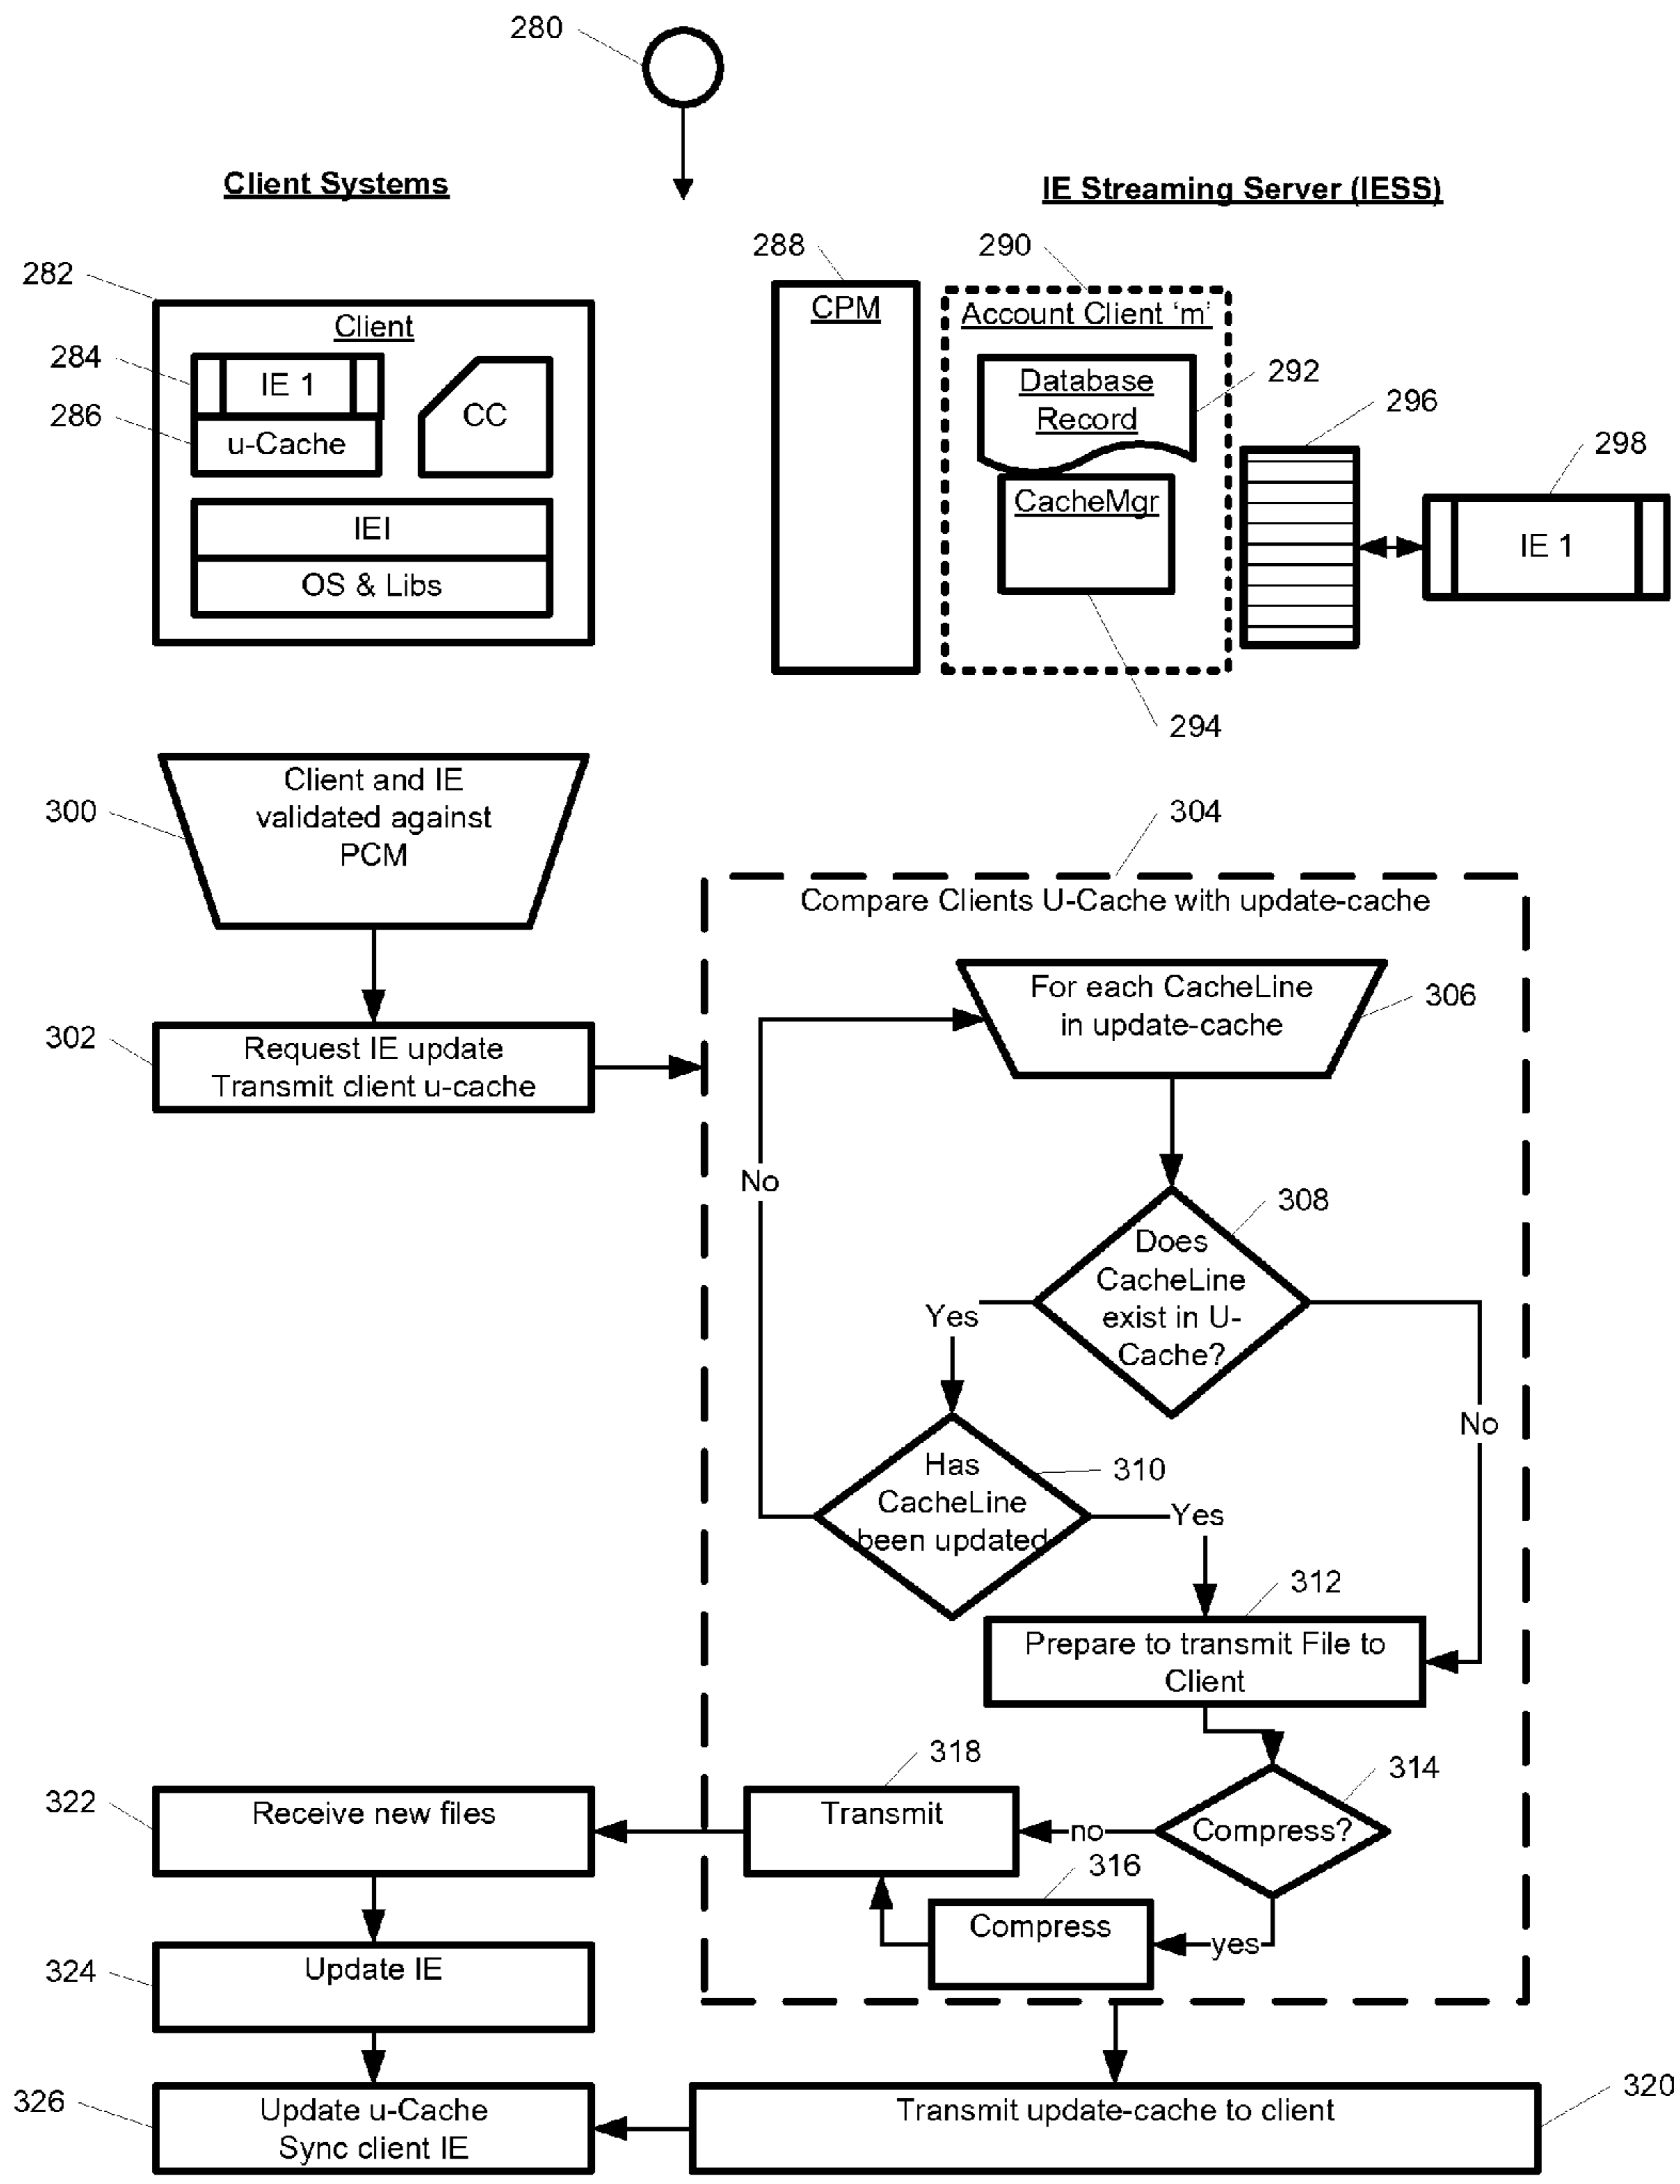 280
Client Systems
IE Streaming Server (IESS)
282
Client
284
IE 1
286
u-Cache
CC
IEI
OS & Libs
288
CPM
290
Account Client 'm'
Database
Record
292
CacheMgr
294
296
298
IE 1
300
Client and IE
validated against
PCM
302
Request IE update
Transmit client u-cache
304
Compare Clients U-Cache with update-cache
For each CacheLine
in update-cache
306
No
308
Does
CacheLine
exist in U-
Cache?
Yes
No
Has
CacheLine
been updated
310
Yes
312
Prepare to transmit File to
Client
314
Compress?
318
Transmit
no
316
Compress
yes
322
Receive new files
324
Update IE
326
Update u-Cache
Sync client IE
Transmit update-cache to client
320